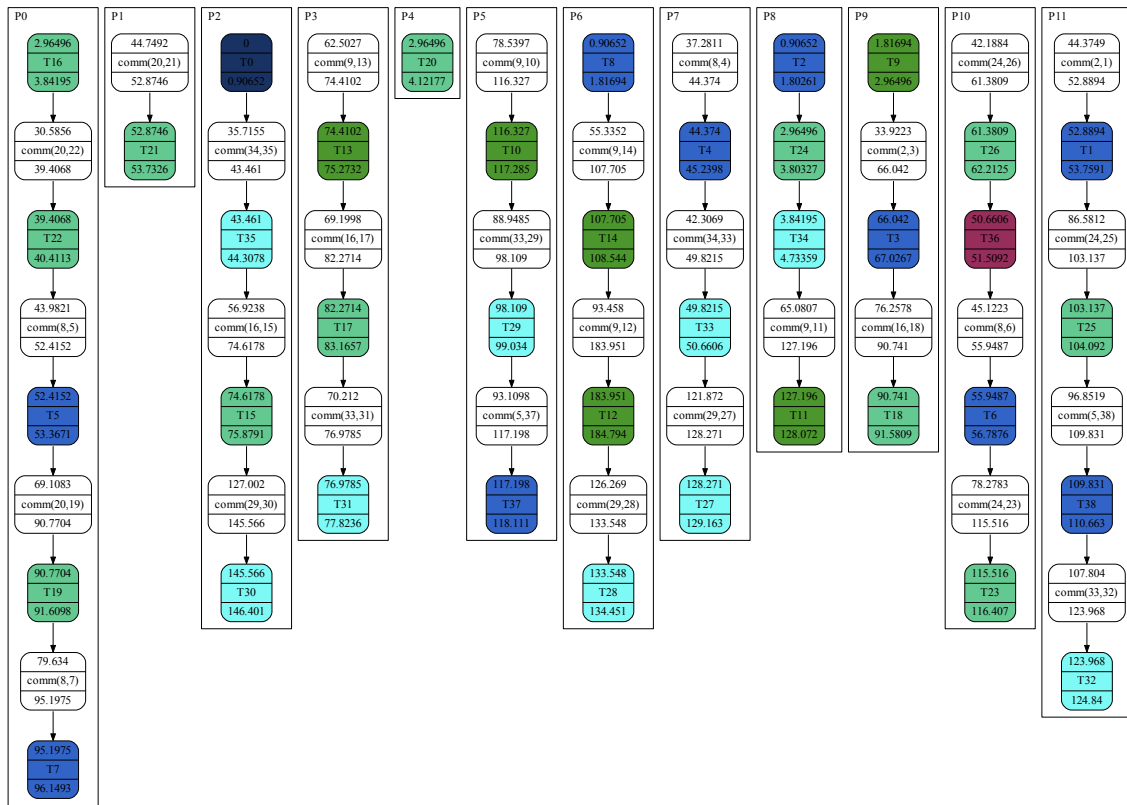 P0
2.96496
T16
3.84195
30.5856
comm(20,22)
39.4068
39.4068
T22
40.4113
43.9821
comm(8,5)
52.4152
52.4152
T5
53.3671
69.1083
comm(20,19)
90.7704
90.7704
T19
91.6098
79.634
comm(8,7)
95.1975
95.1975
T7
96.1493
P1
44.7492
comm(20,21)
52.8746
52.8746
T21
53.7326
P2
0
T0
0.90652
35.7155
comm(34,35)
43.461
43.461
T35
44.3078
56.9238
comm(16,15)
74.6178
74.6178
T15
75.8791
127.002
comm(29,30)
145.566
145.566
T30
146.401
P3
62.5027
comm(9,13)
74.4102
74.4102
T13
75.2732
69.1998
comm(16,17)
82.2714
82.2714
T17
83.1657
70.212
comm(33,31)
76.9785
76.9785
T31
77.8236
P4
2.96496
T20
4.12177
P5
78.5397
comm(9,10)
116.327
116.327
T10
117.285
88.9485
comm(33,29)
98.109
98.109
T29
99.034
93.1098
comm(5,37)
117.198
117.198
T37
118.111
P6
0.90652
T8
1.81694
55.3352
comm(9,14)
107.705
107.705
T14
108.544
93.458
comm(9,12)
183.951
183.951
T12
184.794
126.269
comm(29,28)
133.548
133.548
T28
134.451
P7
37.2811
comm(8,4)
44.374
44.374
T4
45.2398
42.3069
comm(34,33)
49.8215
49.8215
T33
50.6606
121.872
comm(29,27)
128.271
128.271
T27
129.163
P8
0.90652
T2
1.80261
2.96496
T24
3.80327
3.84195
T34
4.73359
65.0807
comm(9,11)
127.196
127.196
T11
128.072
P9
1.81694
T9
2.96496
33.9223
comm(2,3)
66.042
66.042
T3
67.0267
76.2578
comm(16,18)
90.741
90.741
T18
91.5809
P10
42.1884
comm(24,26)
61.3809
61.3809
T26
62.2125
50.6606
T36
51.5092
45.1223
comm(8,6)
55.9487
55.9487
T6
56.7876
78.2783
comm(24,23)
115.516
115.516
T23
116.407
P11
44.3749
comm(2,1)
52.8894
52.8894
T1
53.7591
86.5812
comm(24,25)
103.137
103.137
T25
104.092
96.8519
comm(5,38)
109.831
109.831
T38
110.663
107.804
comm(33,32)
123.968
123.968
T32
124.84